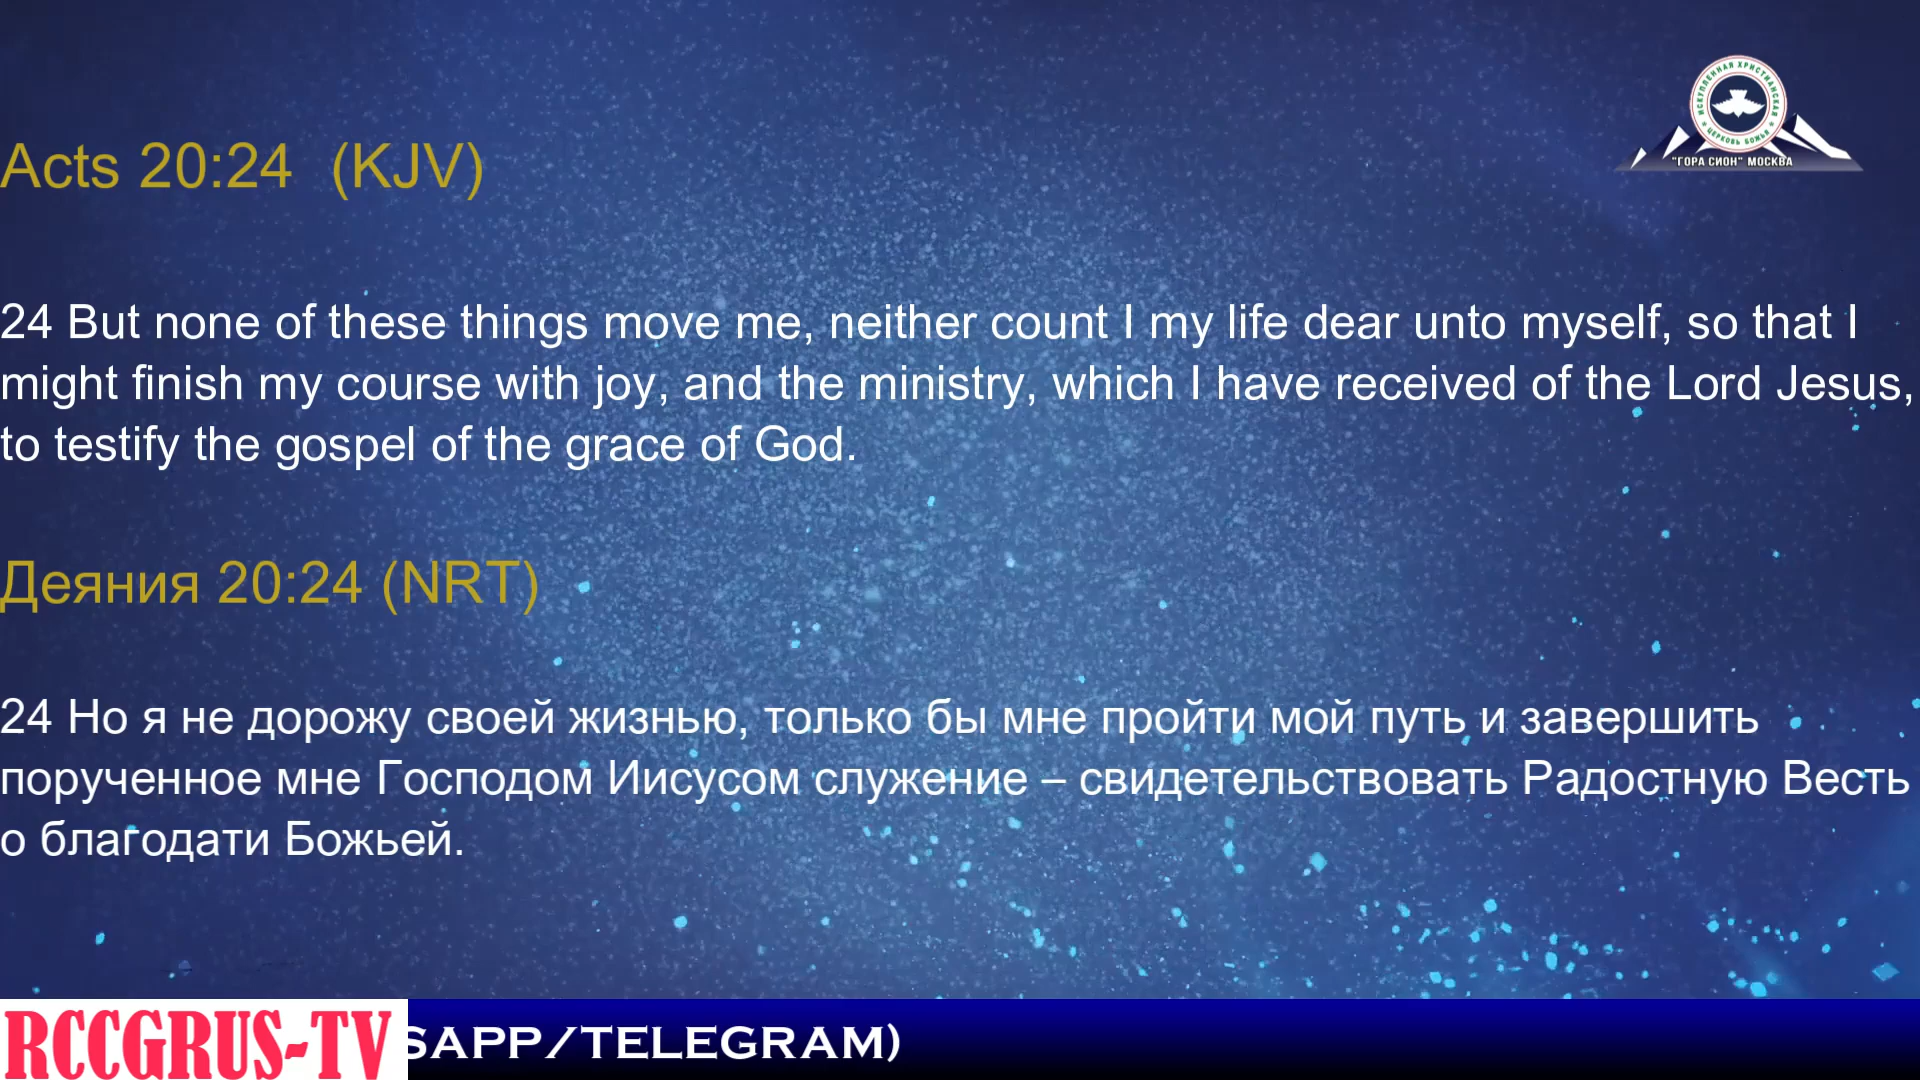 ИСКУПЛЕННАЯ ХРИСТИАНСКАЯ
ЦЕРКОВЬ БОЖЬЯ
"ГОРА СИОН" МОСКВА
Acts 20:24 (KJV)
24 But none of these things move me, neither count I my life dear unto myself, so that I
might finish my course with joy, and the ministry, which I have received of the Lord Jesus,
to testify the gospel of the grace of God.
Деяния 20:24 (NRT)
24 Но я не дорожу своей жизнью, только бы мне пройти мой путь и завершить
порученное мне Господом Иисусом служение – свидетельствовать Радостную Весть
о благодати Божьей.
RCCGRUS-TV
SAPP/TELEGRAM)